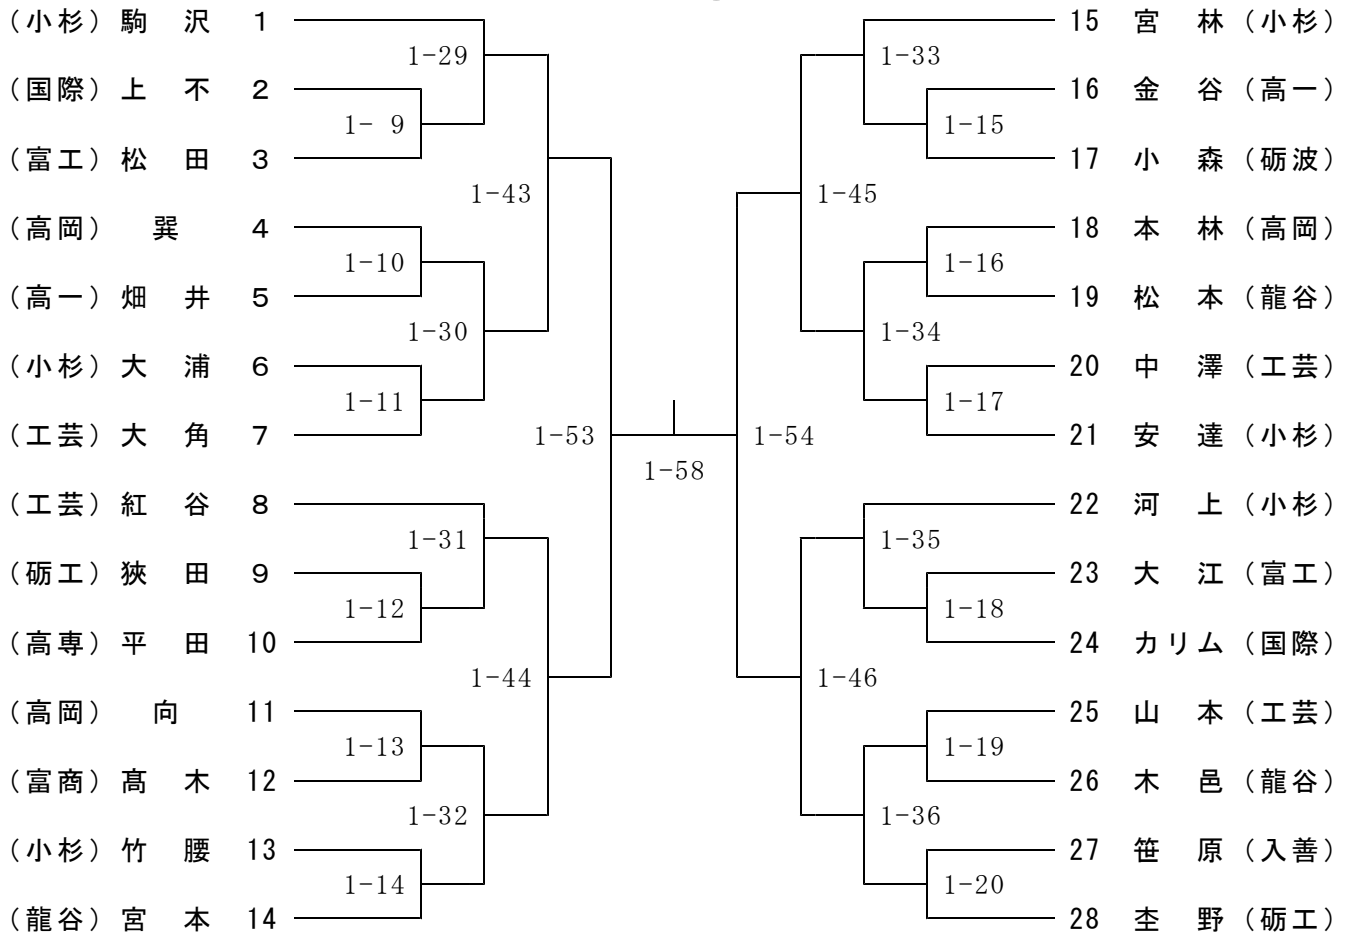 (小杉) 駒 沢 1
15 宮 林 (小杉)
1-29
1-33
(国際) 上 不 2
16 金 谷 (高一)
1- 9
1-15
(富工) 松 田 3
17 小 森 (砺波)
1-43
1-45
(高岡) 巽 4
18 本 林 (高岡)
1-10
1-16
(高一) 畑 井 5
19 松 本 (龍谷)
1-30
1-34
(小杉) 大 浦 6
20 中 澤 (工芸)
1-11
1-17
(工芸) 大 角 7
1-53
1-54
21 安 達 (小杉)
1-58
(工芸) 紅 谷 8
22 河 上 (小杉)
1-31
1-35
(砺工) 狹 田 9
23 大 江 (富工)
1-12
1-18
(高専) 平 田 10
24 カリム (国際)
1-44
1-46
(高岡) 向 11
25 山 本 (工芸)
1-13
1-19
(富商) 髙 木 12
26 木 邑 (龍谷)
1-32
1-36
(小杉) 竹 腰 13
27 笹 原 (入善)
1-14
1-20
(龍谷) 宮 本 14
28 杢 野 (砺工)